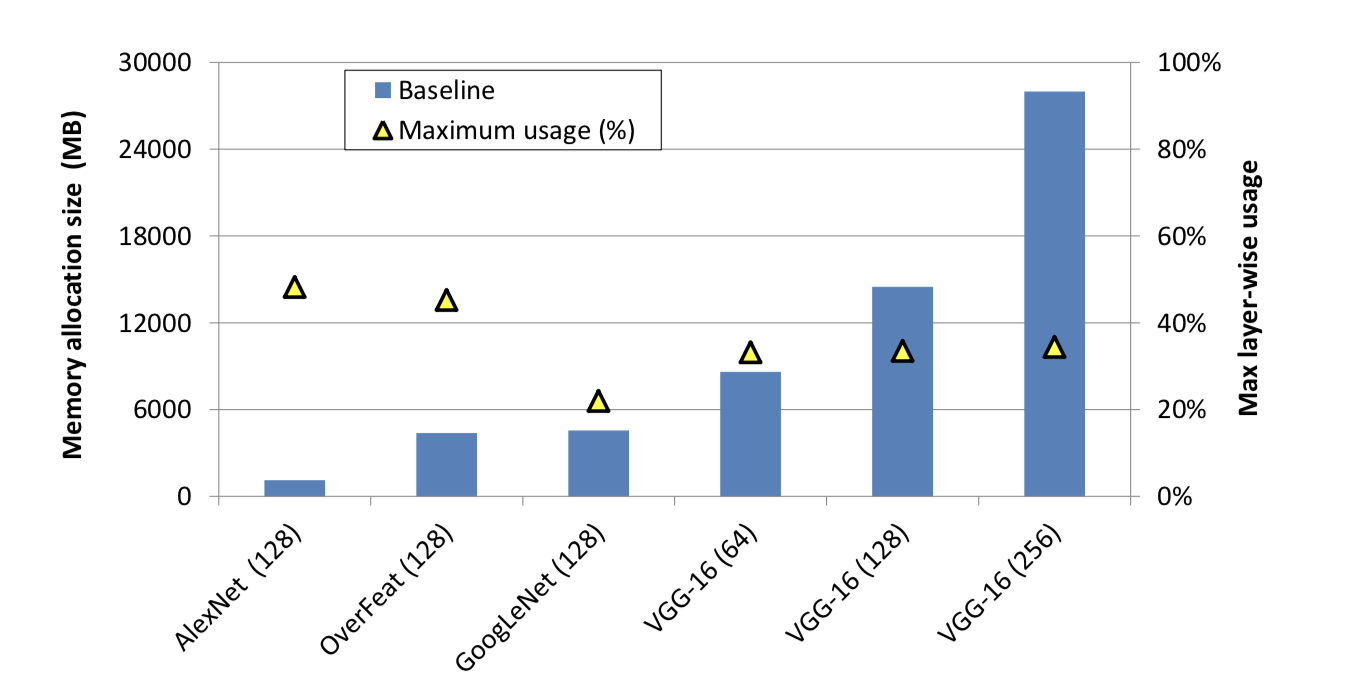 Baseline
Maximum usage (%)
Memory allocation size (MB)
30000
24000
18000
12000
6000
0
100%
80%
60%
40%
20%
0%
Max layer-wise usage
AlexNet (128)
OverFeat (128)
GoogLeNet (128)
VGG-16 (64)
VGG-16 (128)
VGG-16 (256)